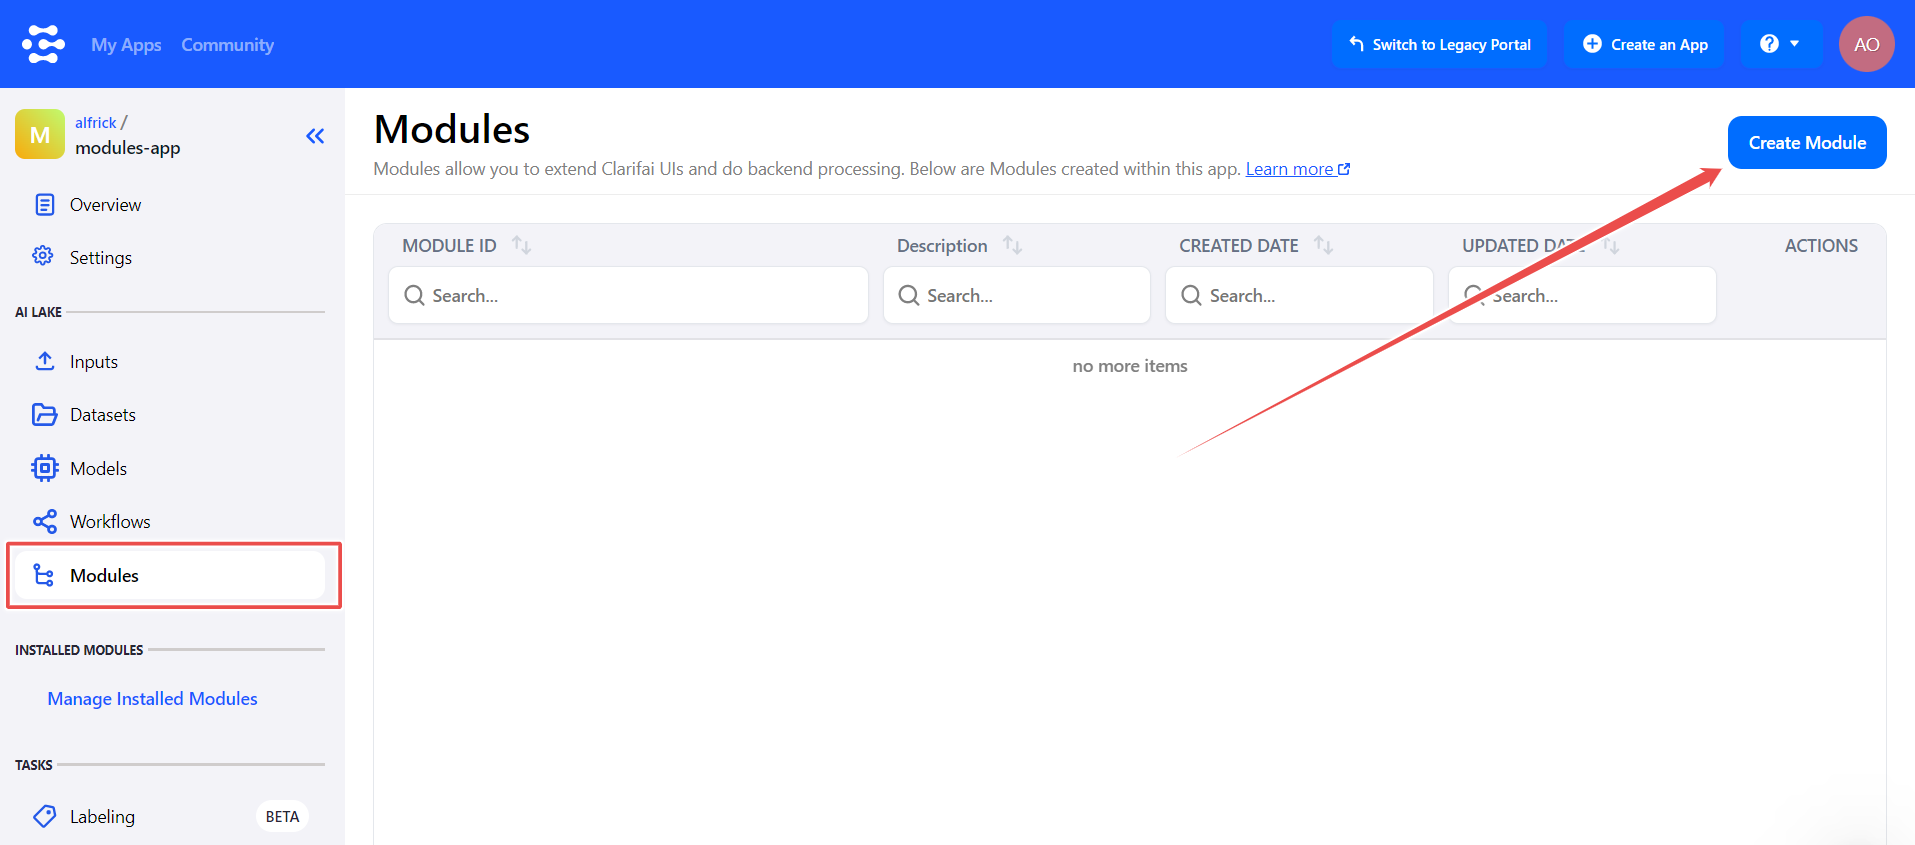 My Apps Community Switch to Legacy Portal Create an App AO
M alfrick /
modules-app
Overview
Settings
AI LAKE
Inputs
Datasets
Models
Workflows
Modules
INSTALLED MODULES
Manage Installed Modules
TASKS
Labeling BETA
Modules
Modules allow you to extend Clarifai UIs and do backend processing. Below are Modules created within this app. Learn more
Create Module
MODULE ID Description CREATED DATE UPDATED DATE ACTIONS
Search... Search... Search... Search...
no more items